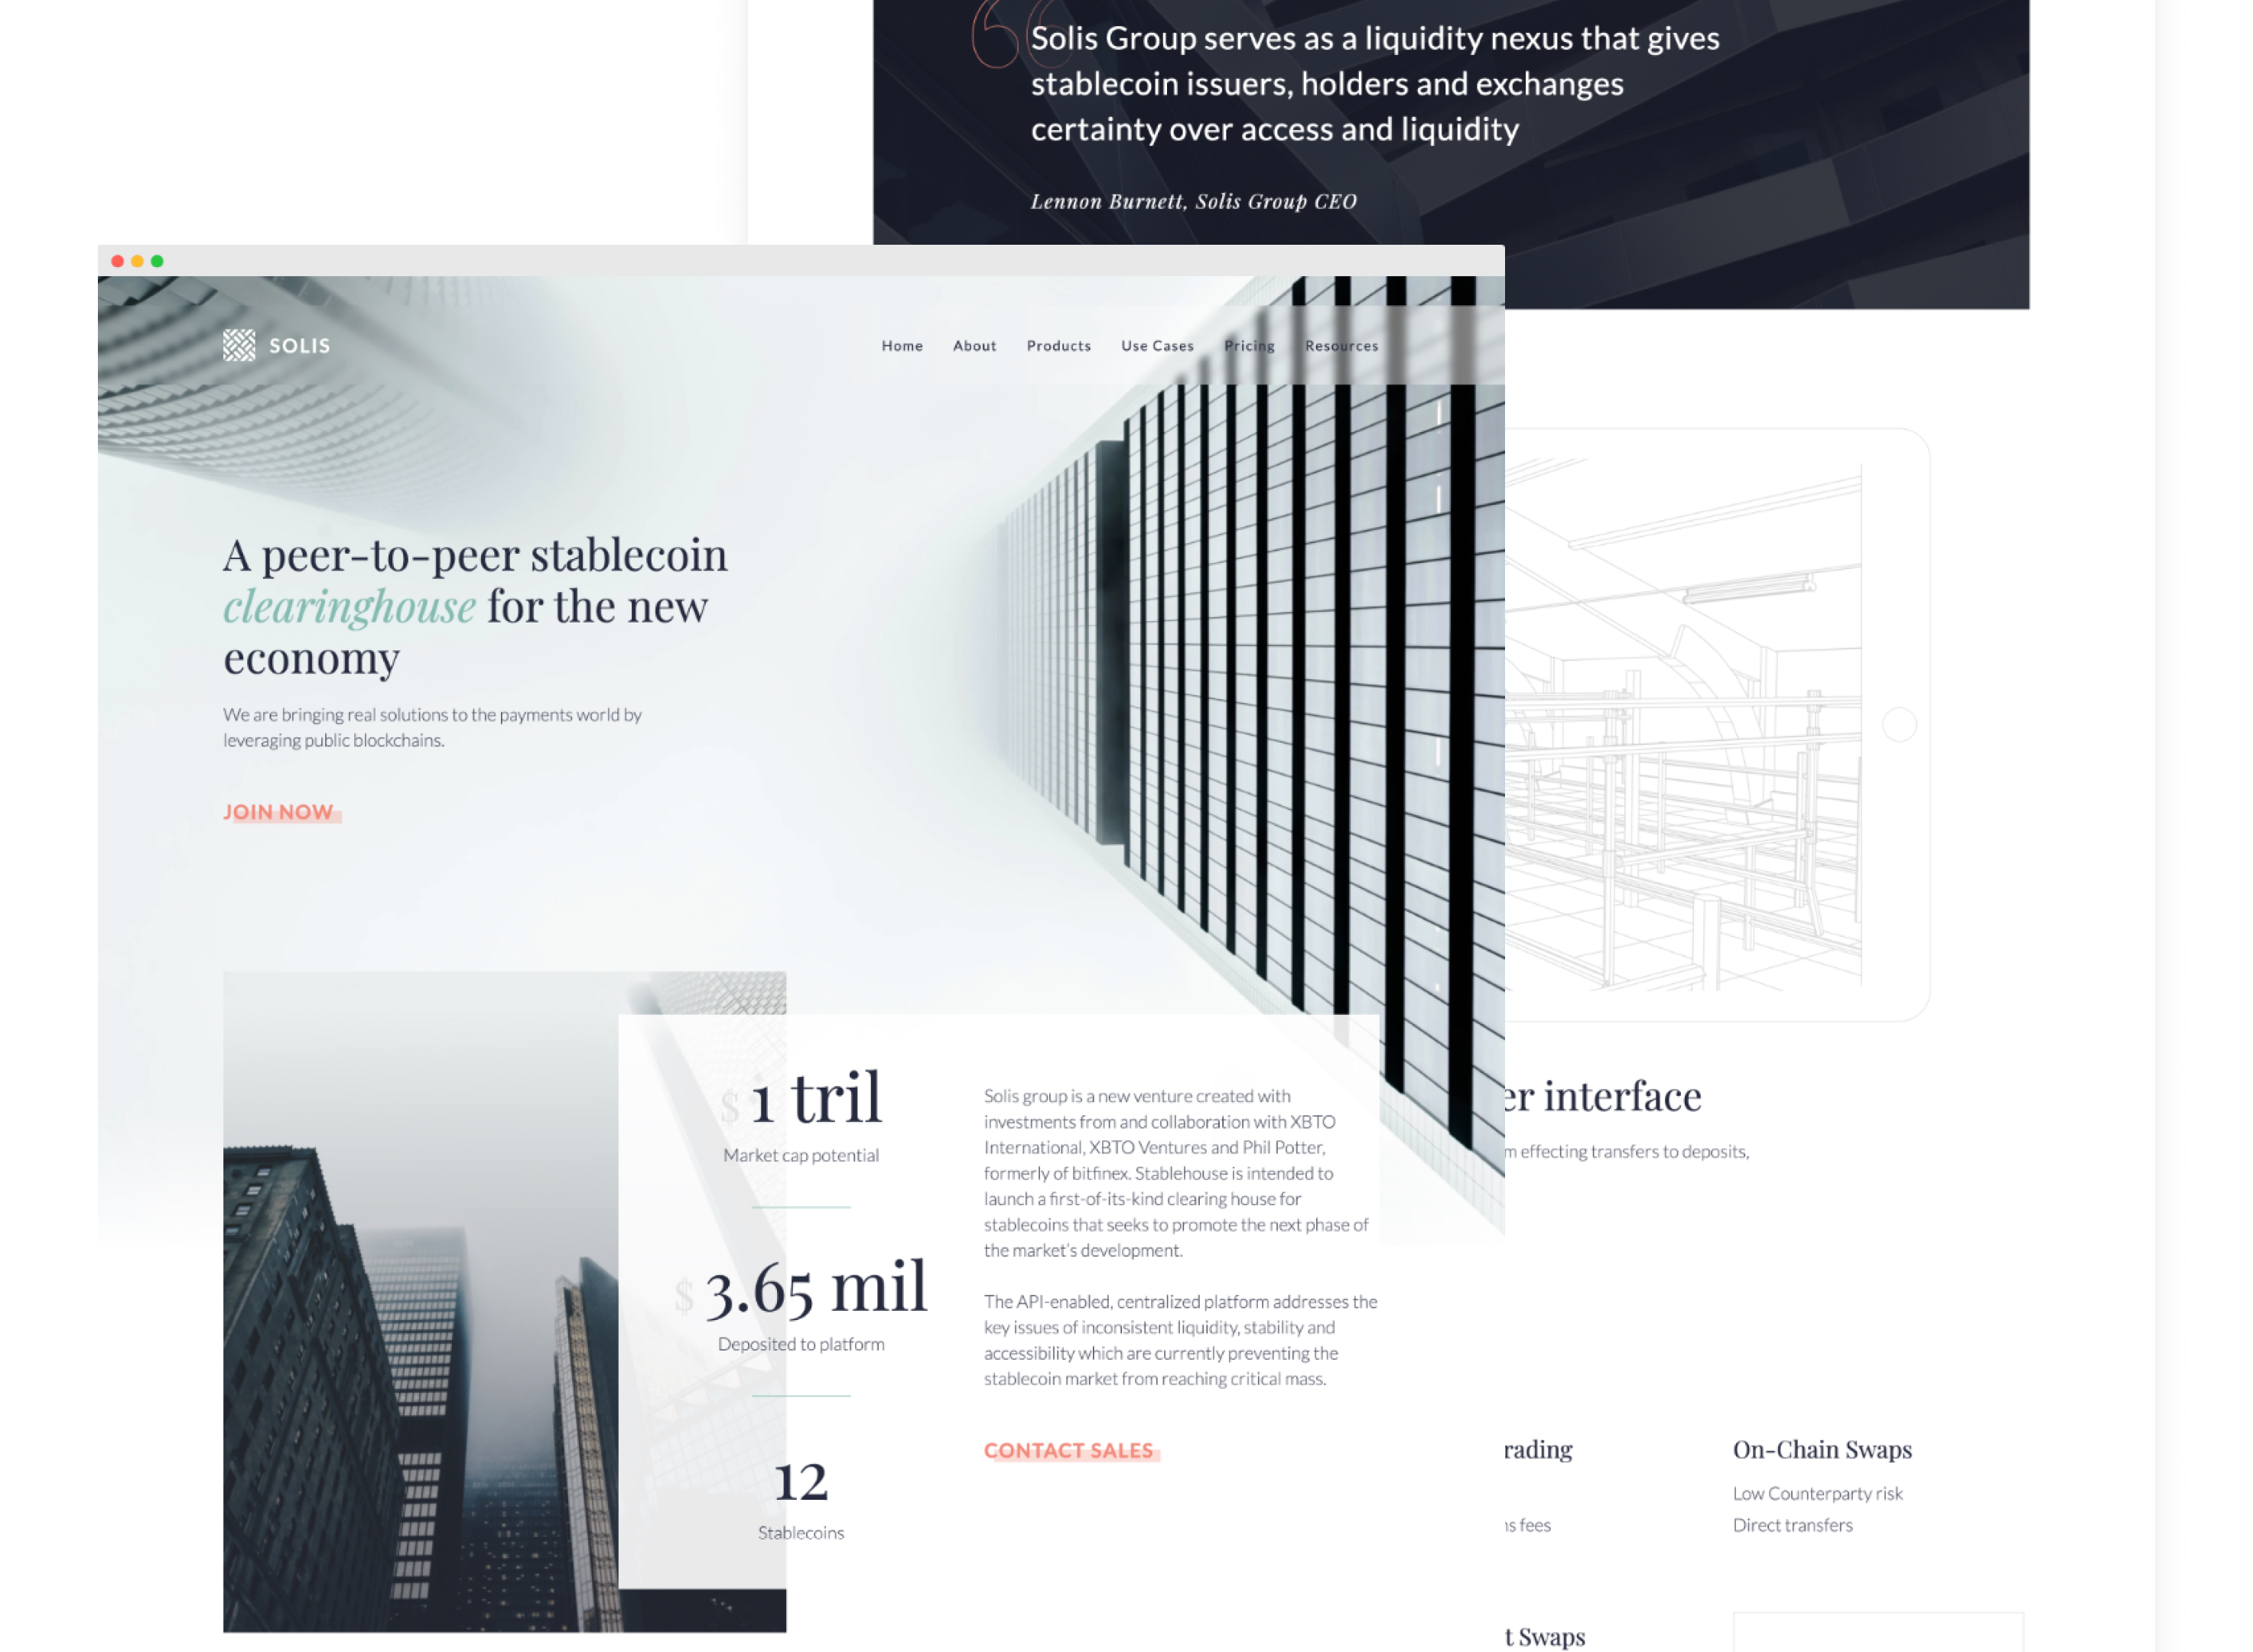 Solis Group serves as a liquidity nexus that gives
stablecoin issuers, holders and exchanges
certainty over access and liquidity
Lennon Burnett, Solis Group CEO
SOLIS
Home About Products Use Cases Pricing Resources
A peer-to-peer stablecoin
clearinghouse for the new
economy
We are bringing real solutions to the payments world by
leveraging public blockchains.
JOIN NOW
$ 1 tril
Market cap potential
$ 3.65 mil
Deposited to platform
12
Stablecoins
Solis group is a new venture created with
investments from and collaboration with XBTO
International, XBTO Ventures and Phil Potter,
formerly of bitfinex. Stablehouse is intended to
launch a first-of-its-kind clearing house for
stablecoins that seeks to promote the next phase of
the market's development.
The API-enabled, centralized platform addresses the
key issues of inconsistent liquidity, stability and
accessibility which are currently preventing the
stablecoin market from reaching critical mass.
CONTACT SALES
interface
effecting transfers to deposits,
rading
fees
On-Chain Swaps
Low Counterparty risk
Direct transfers
t Swaps